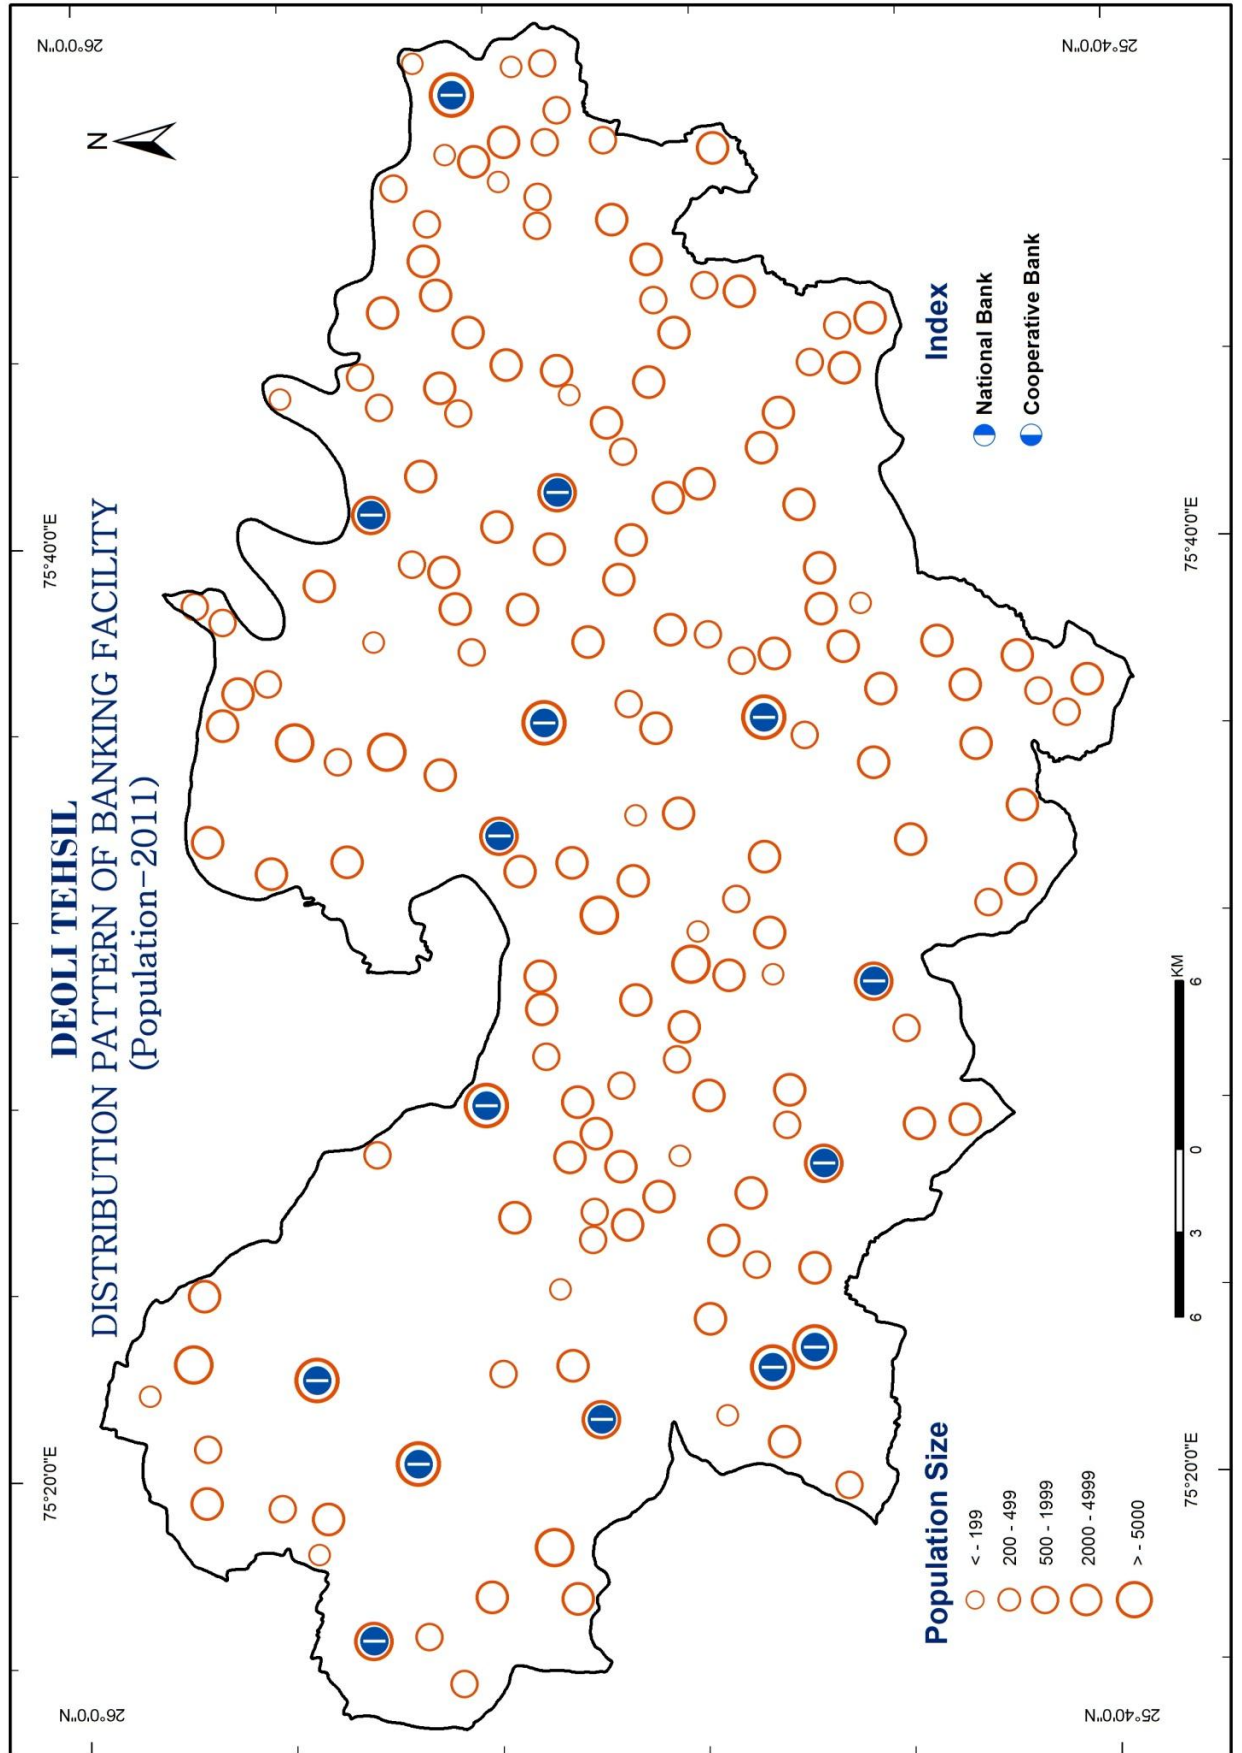 26°0'0"N
75°20'0"E
75°40'0"E
26°0'0"N
DEOLI TEHSIL
DISTRIBUTION PATTERN OF BANKING FACILITY
(Population-2011)
N
Population Size
< - 199
200 - 499
500 - 1999
2000 - 4999
> - 5000
Index
National Bank
Cooperative Bank
6 3 0 6
KM
25°40'0"N
75°20'0"E
75°40'0"E
25°40'0"N